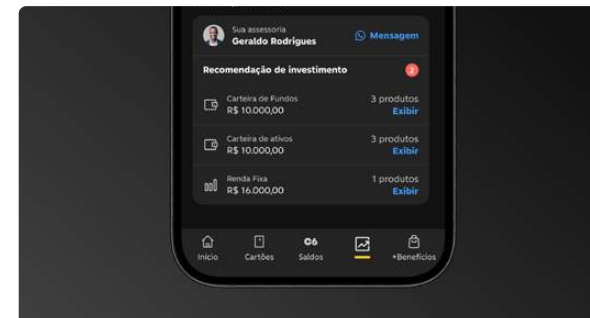 Sua assessoria
Geraldo Rodrigues
Mensagem
Recomendação de investimento
2
Carteira de Fundos
3 produtos
R$ 10.000,00
Exibir
Carteira de ativos
3 produtos
R$ 10.000,00
Exibir
Renda Fixa
1 produtos
R$ 16.000,00
Exibir
Início
Cartões
C6
Saldos
+Benefícios